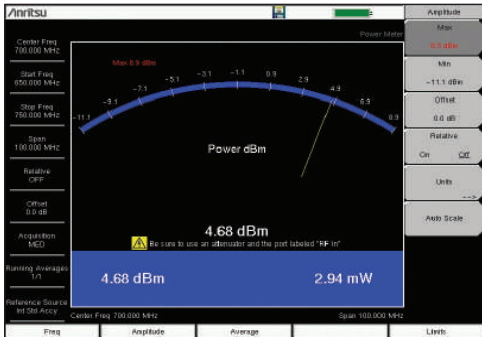 Anritsu
Amplitude
Power Meter
Center Freq
700.000 MHz
Start Freq
650.000 MHz
Stop Freq
750.000 MHz
Span
100.000 MHz
Relative
OFF
Offset
0.0 dB
Acquisition
MED
Running Averages
1/1
Reference Source
Int Std Accy
Max 8.9 dBm
-11.1
-9.1
-7.1
-5.1
-3.1
-1.1
0.9
2.9
4.9
6.9
8.9
Power dBm
4.68 dBm
Be sure to use an attenuator and the port labeled "RF in"
4.68 dBm
2.94 mW
Center Freq 700.000 MHz
Span 100.000 MHz
Max
Min
-11.1 dBm
Offset
0.0 dB
Relative
On Off
Units
-->
Auto Scale
Freq
Amplitude
Average
Limits